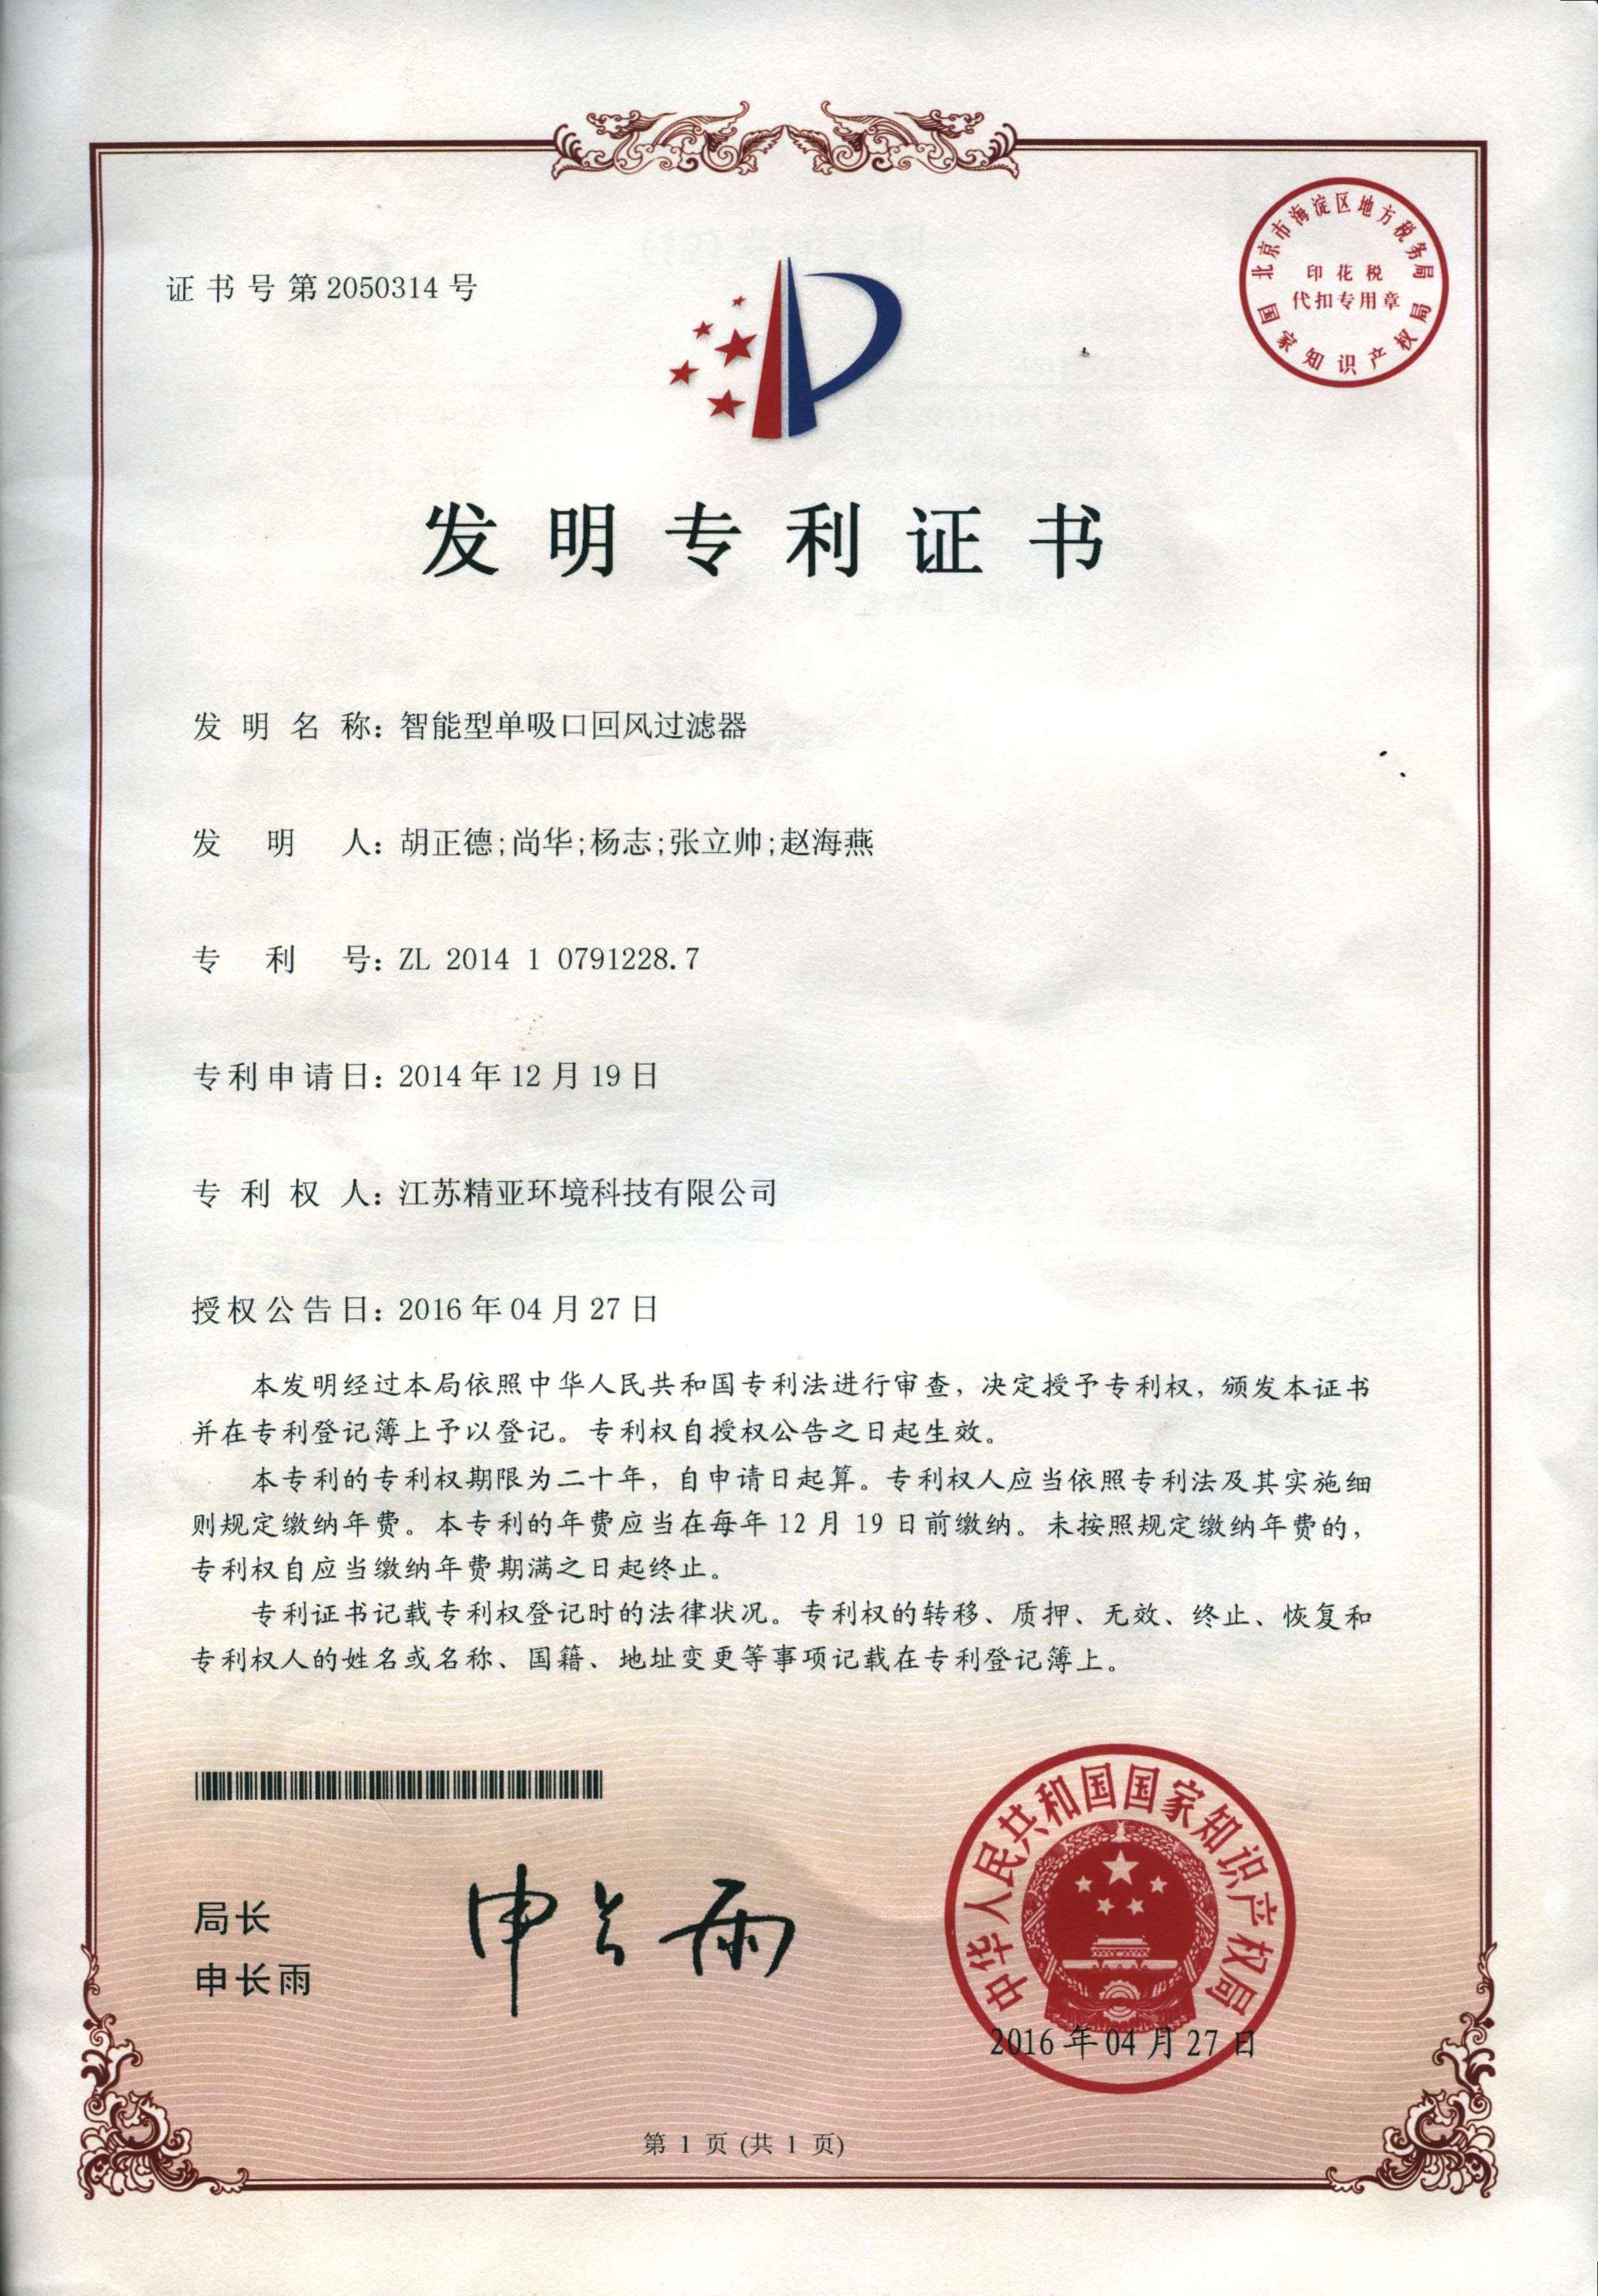 证书号第2050314号
北京市海淀区地方税务局
印花税
代扣专用章
国家知识产权局
发明专利证书
发明名称：智能型单吸口回风过滤器
发明人：胡正德;尚华;杨志;张立帅;赵海燕
专利号：ZL 2014 1 0791228.7
专利申请日：2014年12月19日
专利权人：江苏精亚环境科技有限公司
授权公告日：2016年04月27日
本发明经过本局依照中华人民共和国专利法进行审查，决定授予专利权，颁发本证书
并在专利登记簿上予以登记。专利权自授权公告之日起生效。
本专利的专利权期限为二十年，自申请日起算。专利权人应当依照专利法及其实施细
则规定缴纳年费。本专利的年费应当在每年12月19日前缴纳。未按照规定缴纳年费的，
专利权自应当缴纳年费期满之日起终止。
专利证书记载专利权登记时的法律状况。专利权的转移、质押、无效、终止、恢复和
专利权人的姓名或名称、国籍、地址变更等事项记载在专利登记簿上。
局长
申长雨
申长雨
中华人民共和国国家知识产权局
2016年04月27日
第1页(共1页)